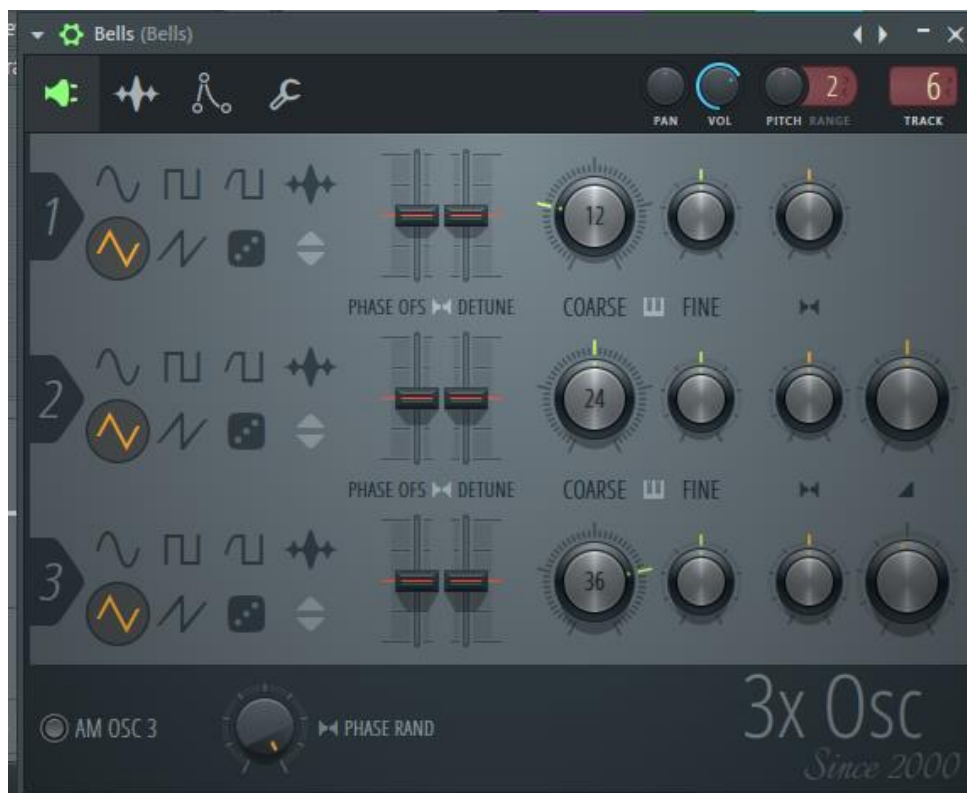 Bells (Bells)
2
6
PAN VOL PITCH RANGE TRACK
1
12
PHASE OFS DETUNE COARSE FINE
2
24
PHASE OFS DETUNE COARSE FINE
3
36
AM OSC 3 PHASE RAND
3x Osc
Since 2000